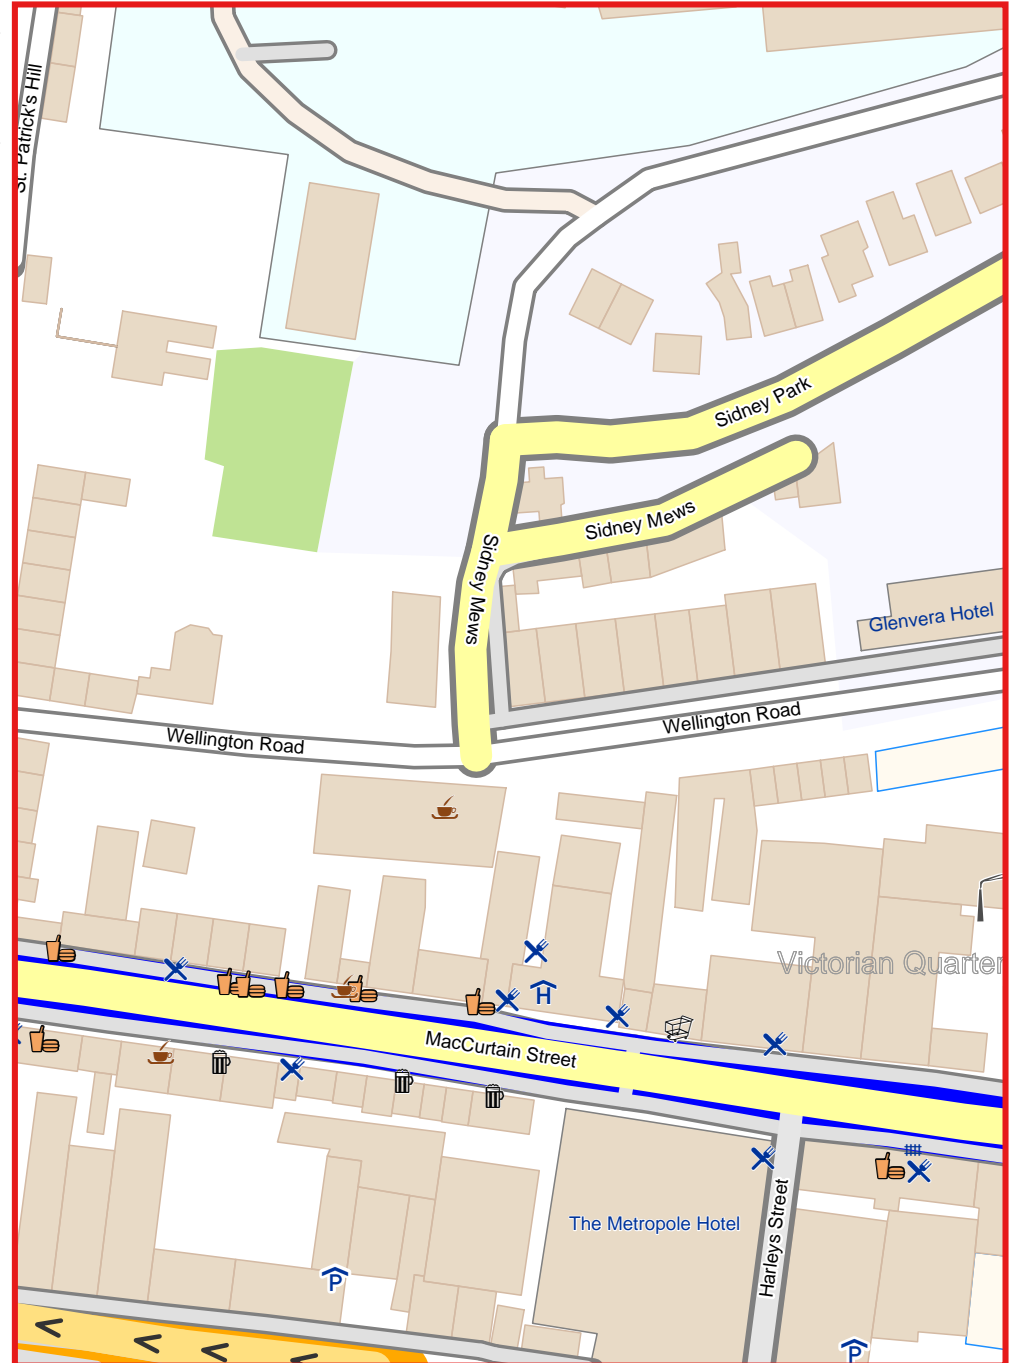 St. Patrick's Hill
Sidney Park
Sidney Mews
Sidney Mews
Glenvera Hotel
Wellington Road
Wellington Road
Victorian Quarter
H
MacCurtain Street
The Metropole Hotel
Harleys Street
P
P